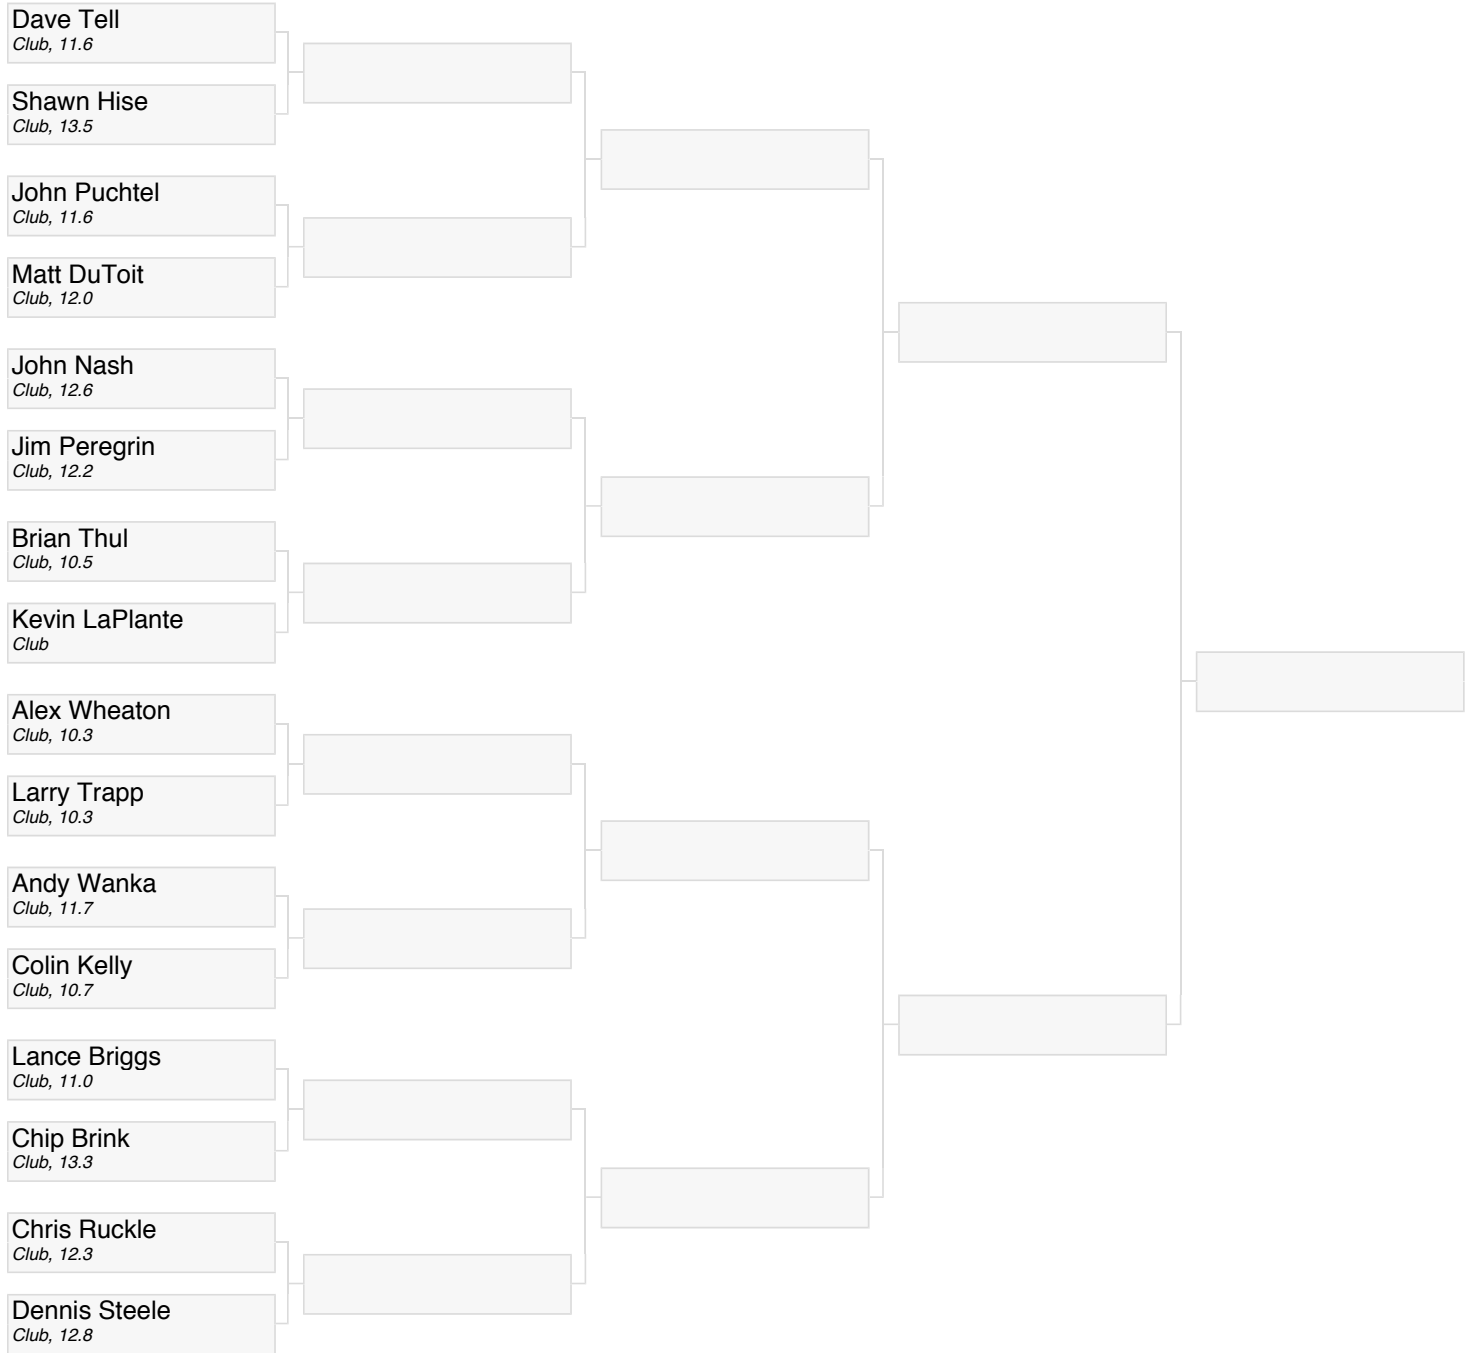 Dave Tell
Club, 11.6
Shawn Hise
Club, 13.5
John Puchtel
Club, 11.6
Matt DuToit
Club, 12.0
John Nash
Club, 12.6
Jim Peregrin
Club, 12.2
Brian Thul
Club, 10.5
Kevin LaPlante
Club
Alex Wheaton
Club, 10.3
Larry Trapp
Club, 10.3
Andy Wanka
Club, 11.7
Colin Kelly
Club, 10.7
Lance Briggs
Club, 11.0
Chip Brink
Club, 13.3
Chris Ruckle
Club, 12.3
Dennis Steele
Club, 12.8